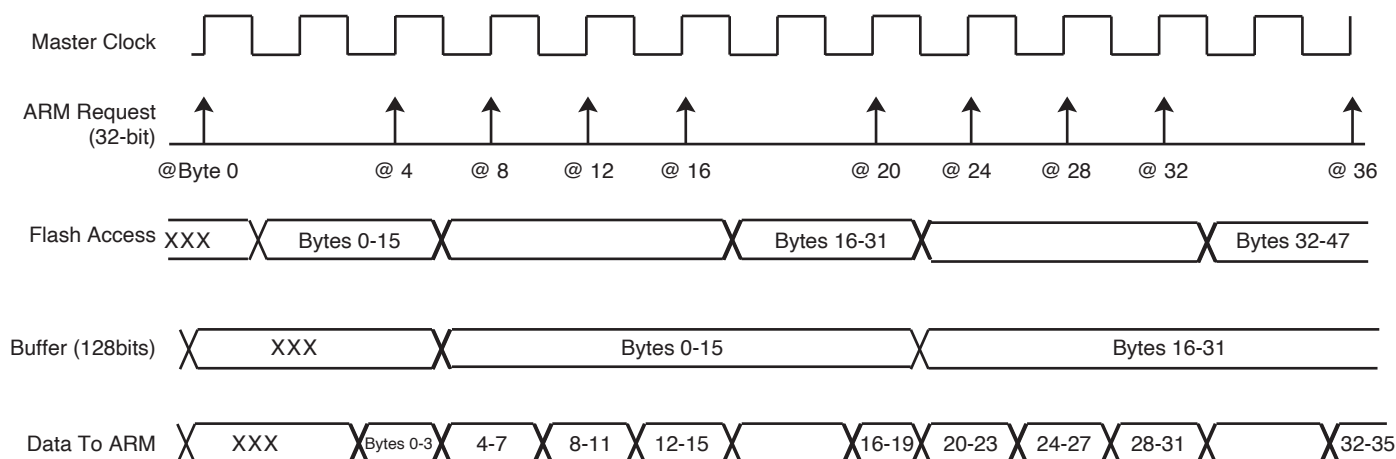 Master Clock
ARM Request
(32-bit)
@Byte 0 @ 4 @ 8 @ 12 @ 16 @ 20 @ 24 @ 28 @ 32 @ 36
Flash Access XXX Bytes 0-15 Bytes 16-31 Bytes 32-47
Buffer (128bits) XXX Bytes 0-15 Bytes 16-31
Data To ARM XXX Bytes 0-3 4-7 8-11 12-15 16-19 20-23 24-27 28-31 32-35